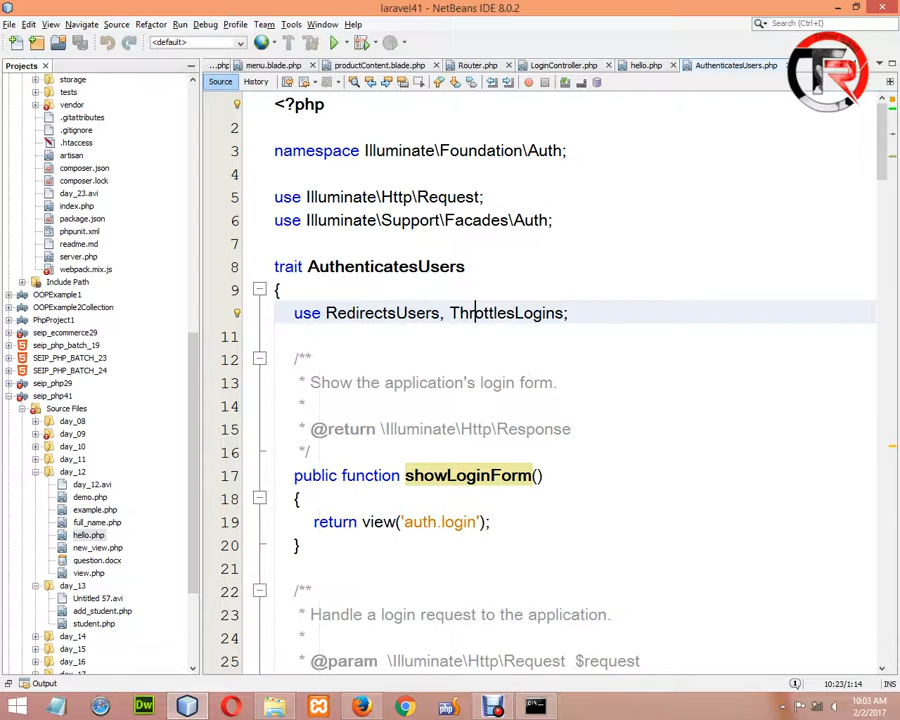 laravel41 - NetBeans IDE 8.0.2
File Edit View Navigate Source Refactor Run Debug Profile Team Tools Window Help
Search (Ctrl+I)
<default>
Projects
...php menu.blade.php productContent.blade.php Router.php LoginController.php hello.php AuthenticatesUsers.php
Source History
storage
tests
vendor
.gitattributes
.gitignore
.htaccess
artisan
composer.json
composer.lock
day_23.avi
index.php
package.json
phpunit.xml
readme.md
server.php
webpack.mix.js
Include Path
OOPExample1
OOPExample2Collection
PhpProject1
seip_ecommerce29
seip_php_batch_19
SEIP_PHP_BATCH_23
SEIP_PHP_BATCH_24
seip_php29
seip_php41
Source Files
day_08
day_09
day_10
day_11
day_12
day_12.avi
demo.php
example.php
full_name.php
hello.php
new_view.php
question.docx
view.php
day_13
Untitled 57.avi
add_student.php
student.php
day_14
day_15
day_16
day_17
<?php
2
3 namespace Illuminate\Foundation\Auth;
4
5 use Illuminate\Http\Request;
6 use Illuminate\Support\Facades\Auth;
7
8 trait AuthenticatesUsers
9 {
use RedirectsUsers, ThrottlesLogins;
11
12 /**
13 * Show the application's login form.
14 *
15 * @return \Illuminate\Http\Response
16 */
17 public function showLoginForm()
18 {
19 return view('auth.login');
20 }
21
22 /**
23 * Handle a login request to the application.
24 *
25 * @param \Illuminate\Http\Request $request
Output
10:23/1:14 INS
10:03 AM
2/2/2017